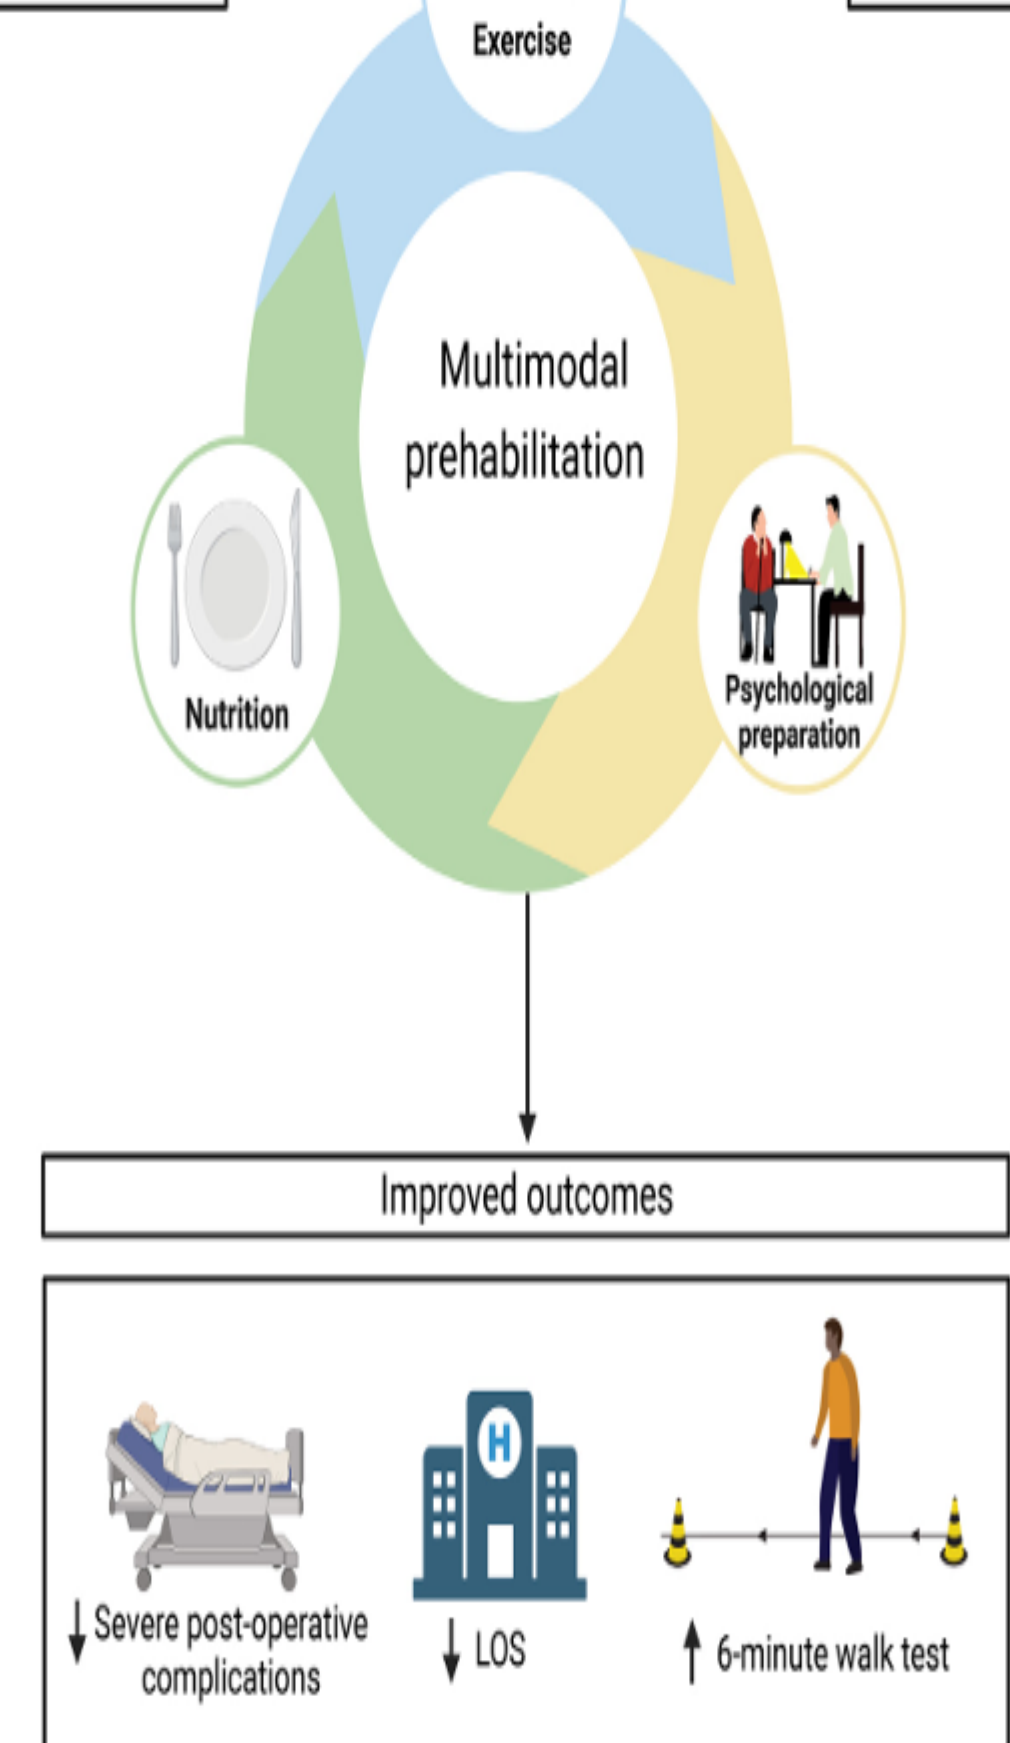 Exercise
Multimodal
prehabilitation
Nutrition
Psychological
preparation
Improved outcomes
H
↓ Severe post-operative
complications
↓ LOS
↑ 6-minute walk test